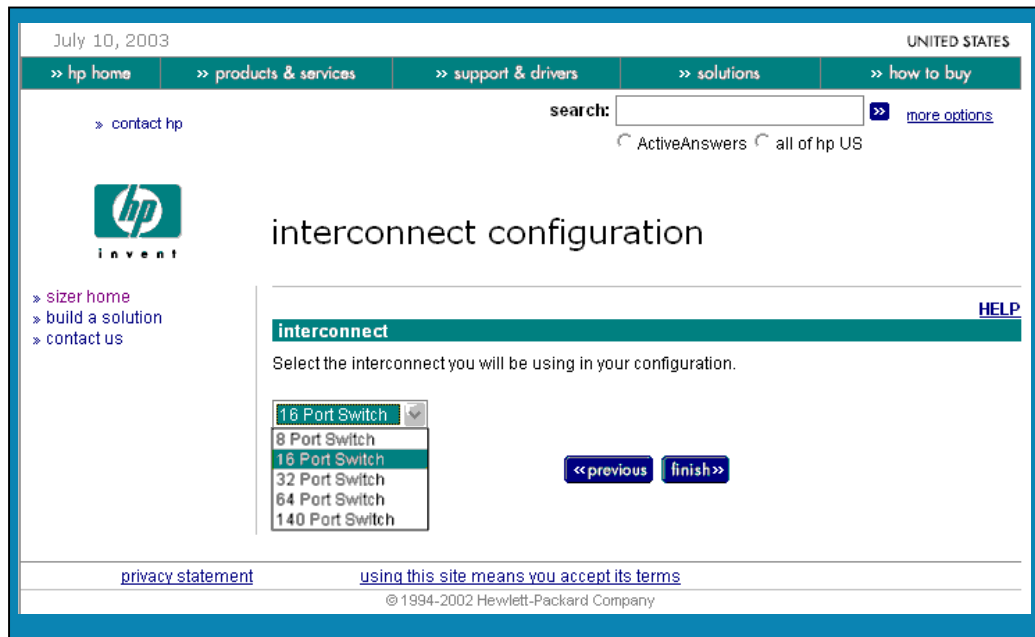 July 10, 2003 UNITED STATES
» hp home » products & services » support & drivers » solutions » how to buy
» contact hp
search: » more options
ActiveAnswers all of hp US
hp
invent
interconnect configuration
» sizer home
» build a solution
» contact us
HELP
interconnect
Select the interconnect you will be using in your configuration.
16 Port Switch
8 Port Switch
16 Port Switch
32 Port Switch
64 Port Switch
140 Port Switch
«previous finish»
privacy statement using this site means you accept its terms
© 1994-2002 Hewlett-Packard Company